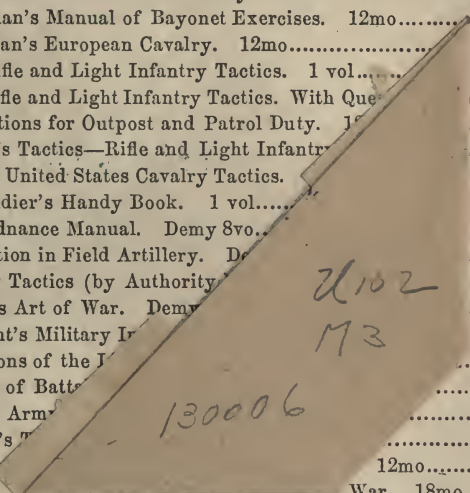 an's Manual of Bayonet Exercises. 12mo..........
an's European Cavalry. 12mo....................
fle and Light Infantry Tactics. 1 vol......
fle and Light Infantry Tactics. With Que
tions for Outpost and Patrol Duty.
's Tactics—Rifle and Light Infantr
United States Cavalry Tactics.
dier's Handy Book. 1 vol......
dnance Manual. Demy 8vo..
tion in Field Artillery.
Tactics (by Authority
s Art of War. Demy
nt's Military
ons of the
of Batta
Army
's
U102
M3
130006
12mo......
War. 18mo